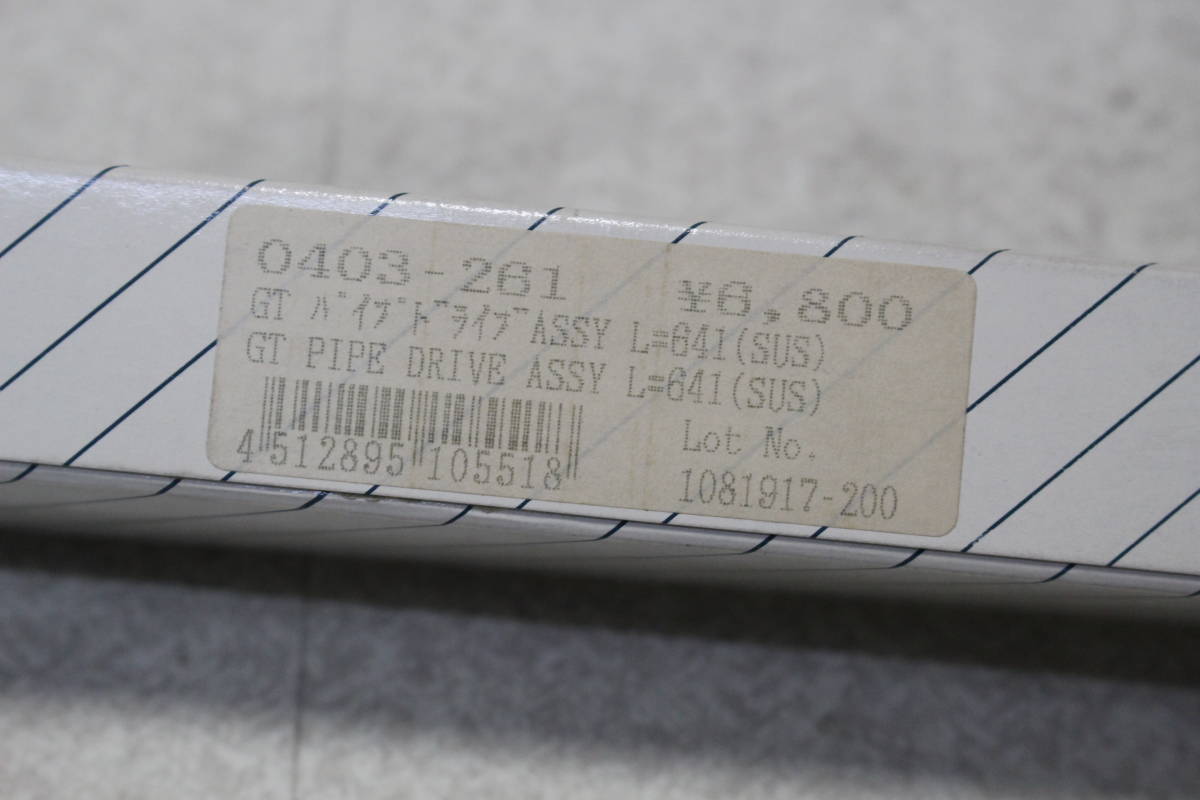 0403-261 ¥6,800
GT ﾊﾟｲﾌﾟﾄﾞﾗｲﾌﾞASSY L=641(SUS)
GT PIPE DRIVE ASSY L=641(SUS)
4 512895 105518
Lot No.
1081917-200